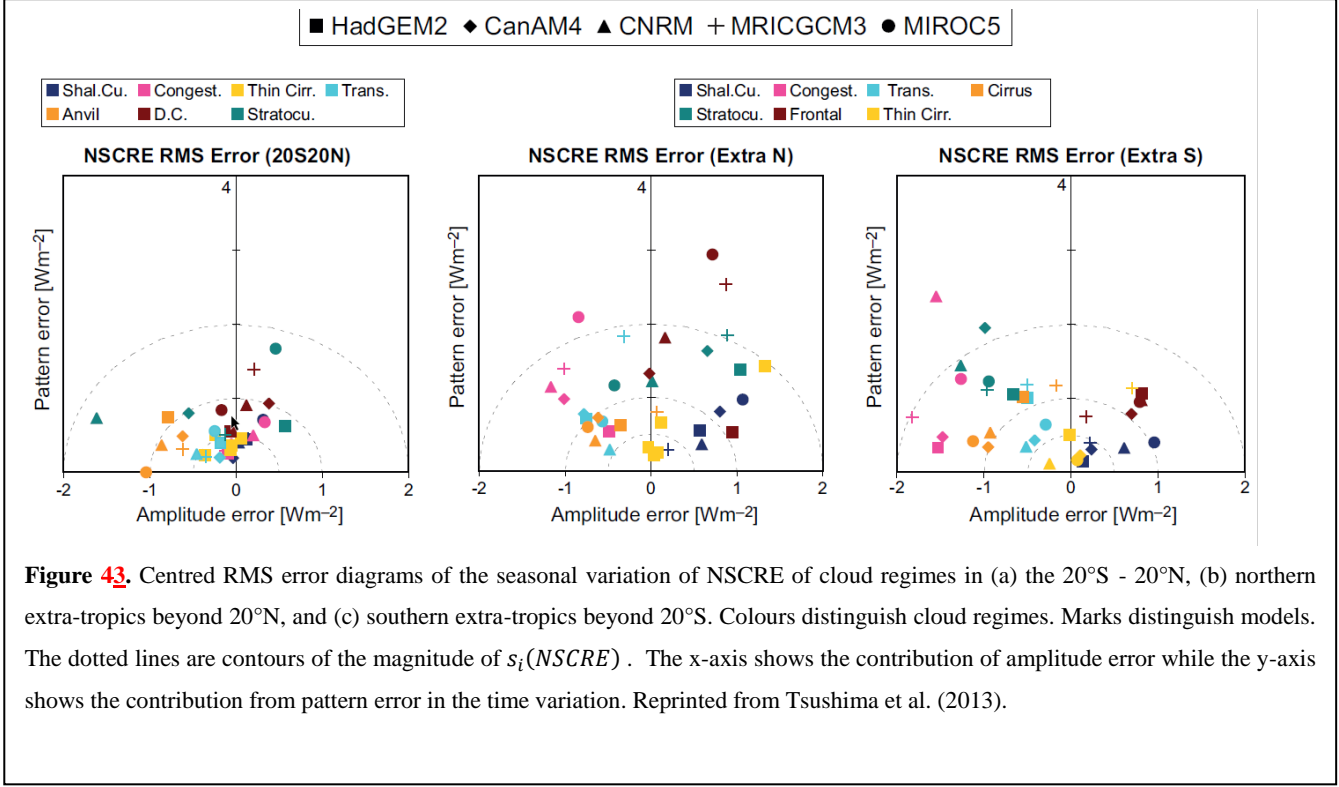 HadGEM2 CanAM4 CNRM MRICGCM3 MIROC5
Shal.Cu. Congest. Thin Cirr. Trans.
Anvil D.C. Stratocu.
Shal.Cu. Congest. Trans. Cirrus
Stratocu. Frontal Thin Cirr.
NSCRE RMS Error (20S20N)
4
Pattern error [Wm–2]
-2 -1 0 1 2
Amplitude error [Wm–2]
NSCRE RMS Error (Extra N)
4
Pattern error [Wm–2]
-2 -1 0 1 2
Amplitude error [Wm–2]
NSCRE RMS Error (Extra S)
4
Pattern error [Wm–2]
-2 -1 0 1 2
Amplitude error [Wm–2]
Figure 43. Centred RMS error diagrams of the seasonal variation of NSCRE of cloud regimes in (a) the 20°S - 20°N, (b) northern
extra-tropics beyond 20°N, and (c) southern extra-tropics beyond 20°S. Colours distinguish cloud regimes. Marks distinguish models.
The dotted lines are contours of the magnitude of s_i(NSCRE) . The x-axis shows the contribution of amplitude error while the y-axis
shows the contribution from pattern error in the time variation. Reprinted from Tsushima et al. (2013).